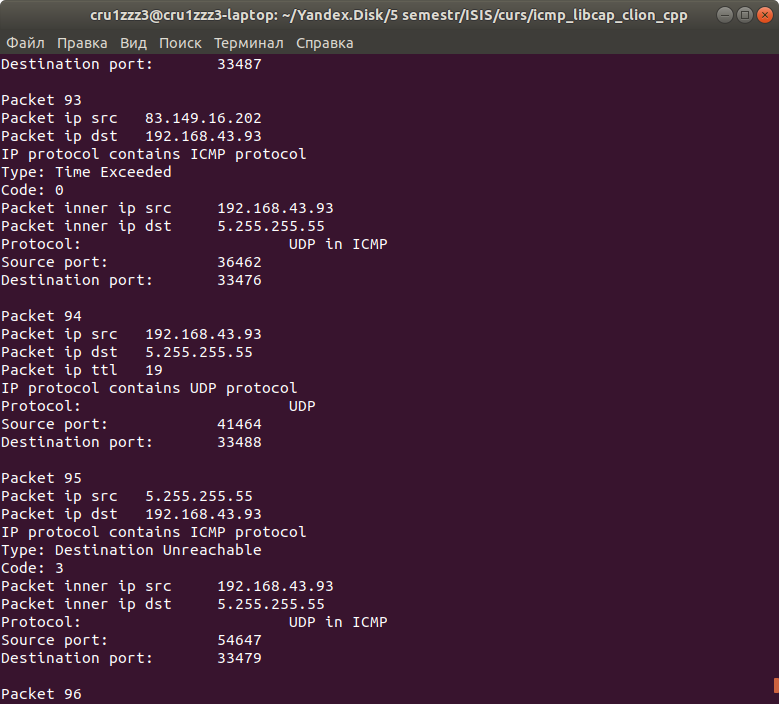 cru1zzz3@cru1zzz3-laptop: ~/Yandex.Disk/5 semestr/ISIS/curs/icmp_libcap_clion_cpp
Файл Правка Вид Поиск Терминал Справка
Destination port: 33487
Packet 93
Packet ip src 83.149.16.202
Packet ip dst 192.168.43.93
IP protocol contains ICMP protocol
Type: Time Exceeded
Code: 0
Packet inner ip src 192.168.43.93
Packet inner ip dst 5.255.255.55
Protocol: UDP in ICMP
Source port: 36462
Destination port: 33476
Packet 94
Packet ip src 192.168.43.93
Packet ip dst 5.255.255.55
Packet ip ttl 19
IP protocol contains UDP protocol
Protocol: UDP
Source port: 41464
Destination port: 33488
Packet 95
Packet ip src 5.255.255.55
Packet ip dst 192.168.43.93
IP protocol contains ICMP protocol
Type: Destination Unreachable
Code: 3
Packet inner ip src 192.168.43.93
Packet inner ip dst 5.255.255.55
Protocol: UDP in ICMP
Source port: 54647
Destination port: 33479
Packet 96